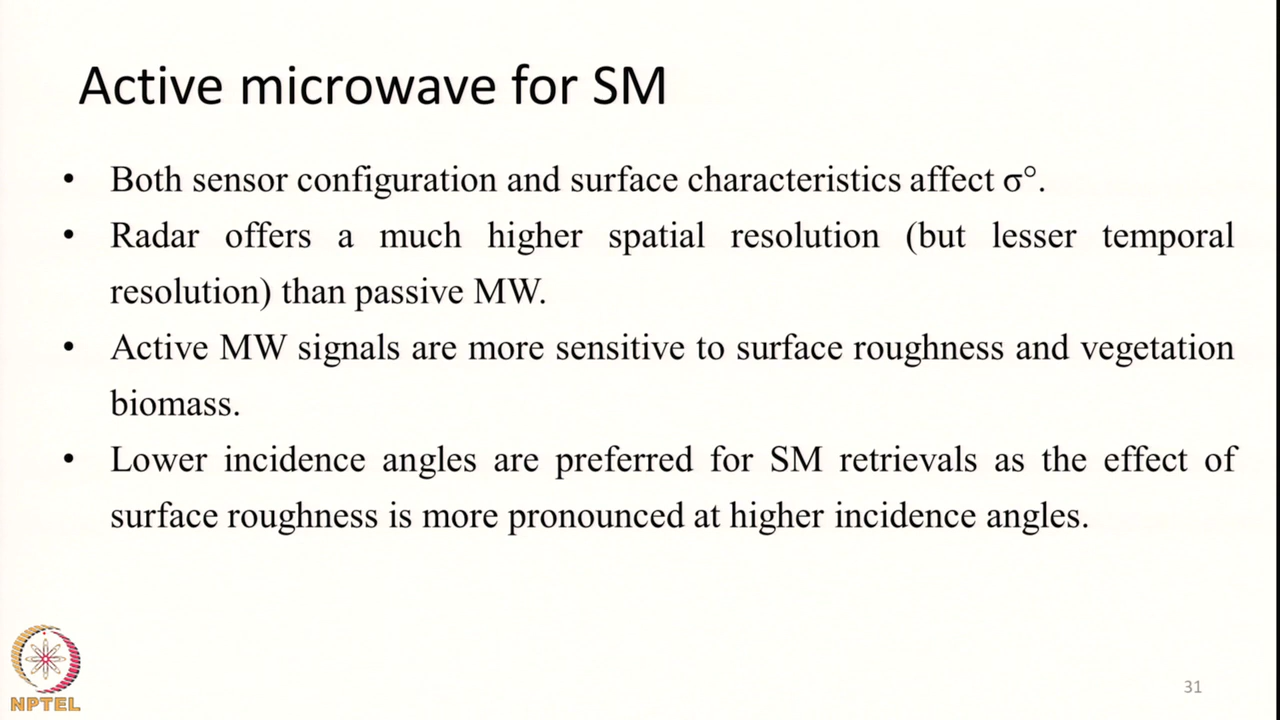 Active microwave for SM
• Both sensor configuration and surface characteristics affect σ°.
• Radar offers a much higher spatial resolution (but lesser temporal
resolution) than passive MW.
• Active MW signals are more sensitive to surface roughness and vegetation
biomass.
• Lower incidence angles are preferred for SM retrievals as the effect of
surface roughness is more pronounced at higher incidence angles.
NPTEL
31